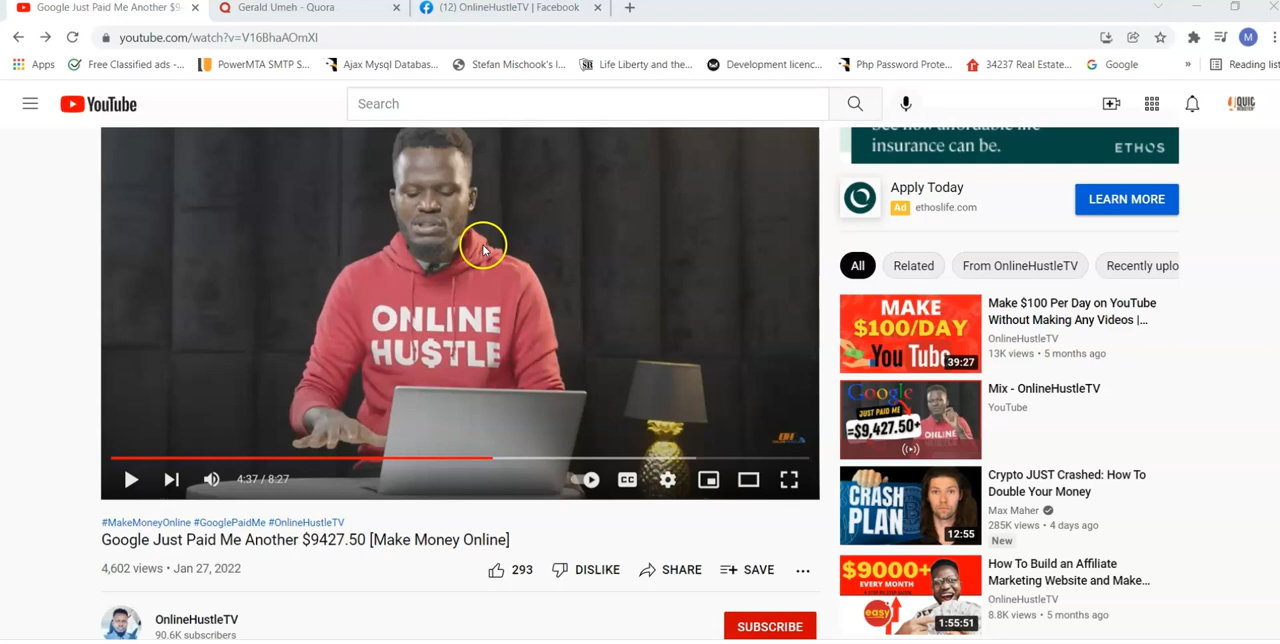 Google Just Paid Me Another $9
Gerald Umeh - Quora
(12) OnlineHustleTV | Facebook
youtube.com/watch?v=V16BhaAOmXI
M
Apps
Free Classified ads -...
PowerMTA SMTP S...
Ajax Mysql Databas...
Stefan Mischook's I...
Life Liberty and the...
Development licenc...
Php Password Prote...
34237 Real Estate...
Google
»
Reading list
YouTube
Search
QUIC
insurance can be.
ETHOS
Apply Today
Ad ethoslife.com
LEARN MORE
All
Related
From OnlineHustleTV
Recently uplo
ONLINE
HU$TLE
4:37 / 8:27
CC
#MakeMoneyOnline #GooglePaidMe #OnlineHustleTV
Google Just Paid Me Another $9427.50 [Make Money Online]
4,602 views • Jan 27, 2022
293
DISLIKE
SHARE
SAVE
OnlineHustleTV
90.6K subscribers
SUBSCRIBE
MAKE
$100/DAY
You Tube
39:27
Make $100 Per Day on YouTube
Without Making Any Videos |...
OnlineHustleTV
13K views • 5 months ago
Google
JUST PAID ME
=$9,427.50+
ONLINE
Mix - OnlineHustleTV
YouTube
CRASH
PLAN
12:55
Crypto JUST Crashed: How To
Double Your Money
Max Maher
285K views • 4 days ago
New
$9000+
EVERY MONTH
easy
1:55:51
How To Build an Affiliate
Marketing Website and Make...
OnlineHustleTV
8.8K views • 5 months ago